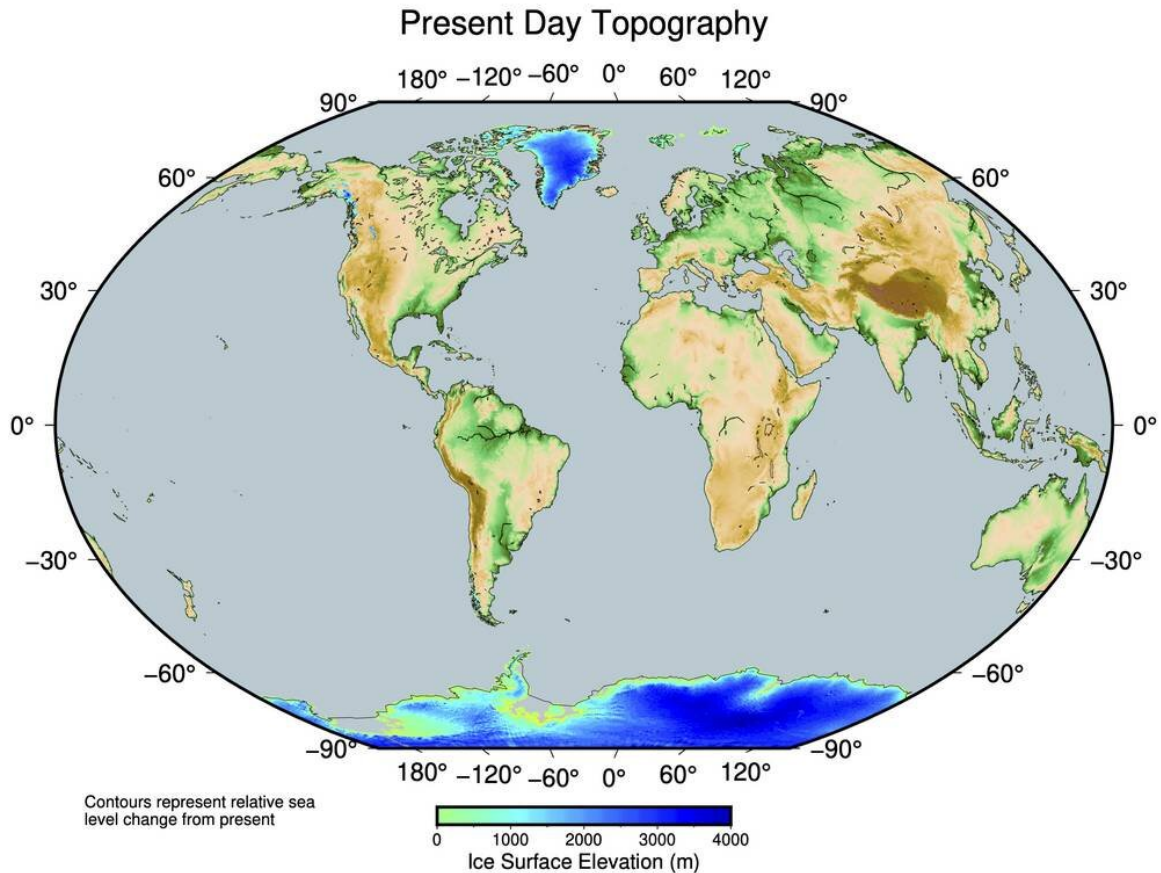 Present Day Topography
180° −120° −60° 0° 60° 120°
90° 90°
60° 60°
30° 30°
0° 0°
−30° −30°
−60° −60°
−90° −90°
180° −120° −60° 0° 60° 120°
Contours represent relative sea
level change from present
0 1000 2000 3000 4000
Ice Surface Elevation (m)